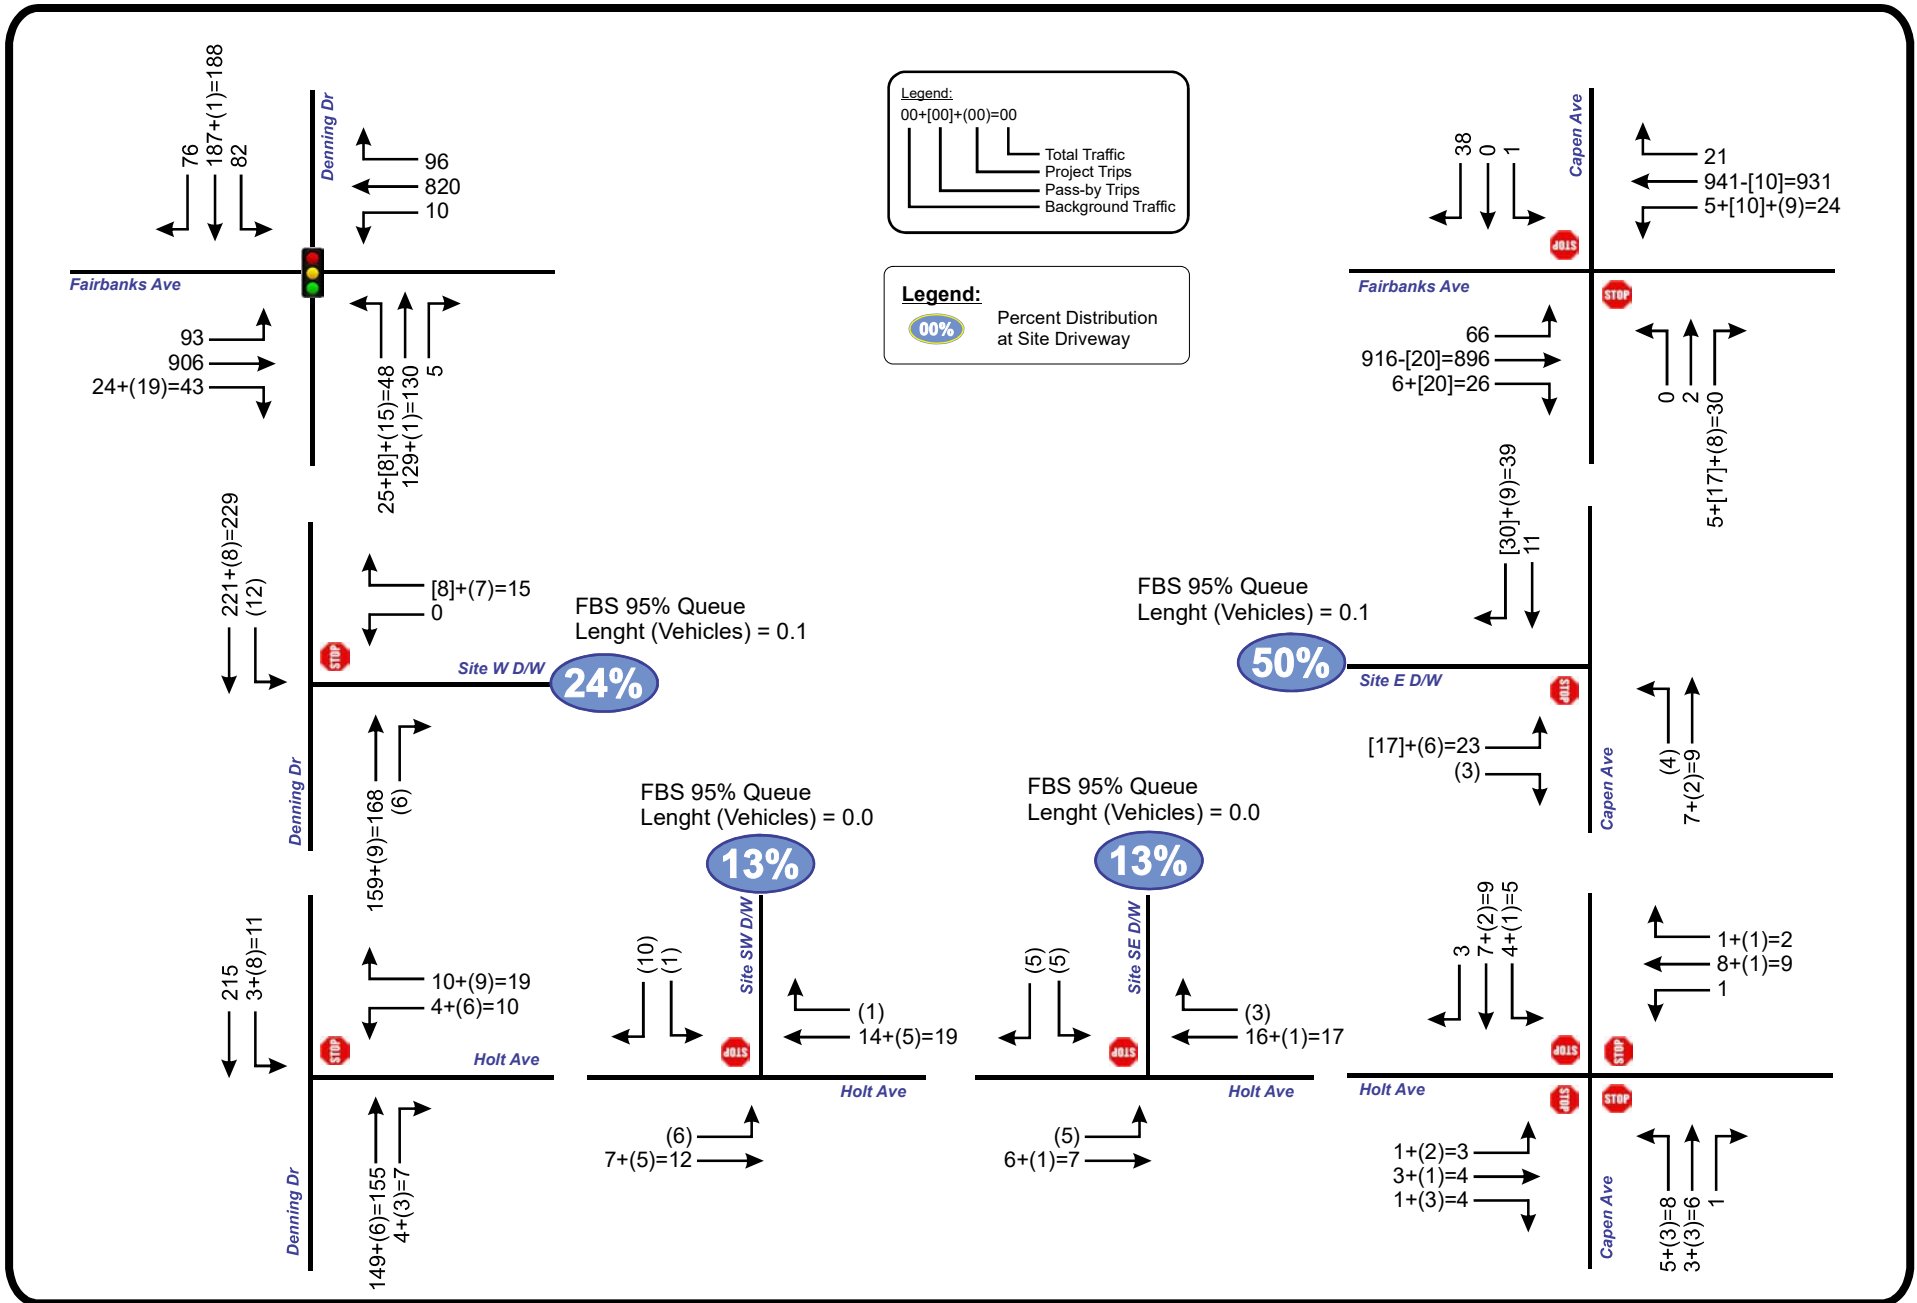 76
187+(1)=188
82
Denning Dr
96
820
10
Fairbanks Ave
93
906
24+(19)=43
25+[8]+(15)=48
129+(1)=130
5
Legend:
00+[00]+(00)=00
Total Traffic
Project Trips
Pass-by Trips
Background Traffic
Legend:
00%
Percent Distribution
at Site Driveway
38
0
1
Capen Ave
21
941-[10]=931
5+[10]+(9)=24
STOP
Fairbanks Ave
STOP
66
916-[20]=896
6+[20]=26
0
2
5+[17]+(8)=30
221+(8)=229
(12)
[8]+(7)=15
0
STOP
Site W D/W
24%
FBS 95% Queue
Lenght (Vehicles) = 0.1
Denning Dr
159+(9)=168
(6)
FBS 95% Queue
Lenght (Vehicles) = 0.1
50%
[30]+(9)=39
11
Site E D/W
STOP
[17]+(6)=23
(3)
Capen Ave
(4)
7+(2)=9
FBS 95% Queue
Lenght (Vehicles) = 0.0
13%
FBS 95% Queue
Lenght (Vehicles) = 0.0
13%
215
3+(8)=11
10+(9)=19
4+(6)=10
STOP
Holt Ave
Denning Dr
149+(6)=155
4+(3)=7
(10)
(1)
Site SW D/W
(1)
14+(5)=19
STOP
Holt Ave
(6)
7+(5)=12
(5)
(5)
Site SE D/W
(3)
16+(1)=17
STOP
Holt Ave
(5)
6+(1)=7
3
7+(2)=9
4+(1)=5
1+(1)=2
8+(1)=9
1
STOP
STOP
Holt Ave
STOP
STOP
1+(2)=3
3+(1)=4
1+(3)=4
Capen Ave
5+(3)=8
3+(3)=6
1